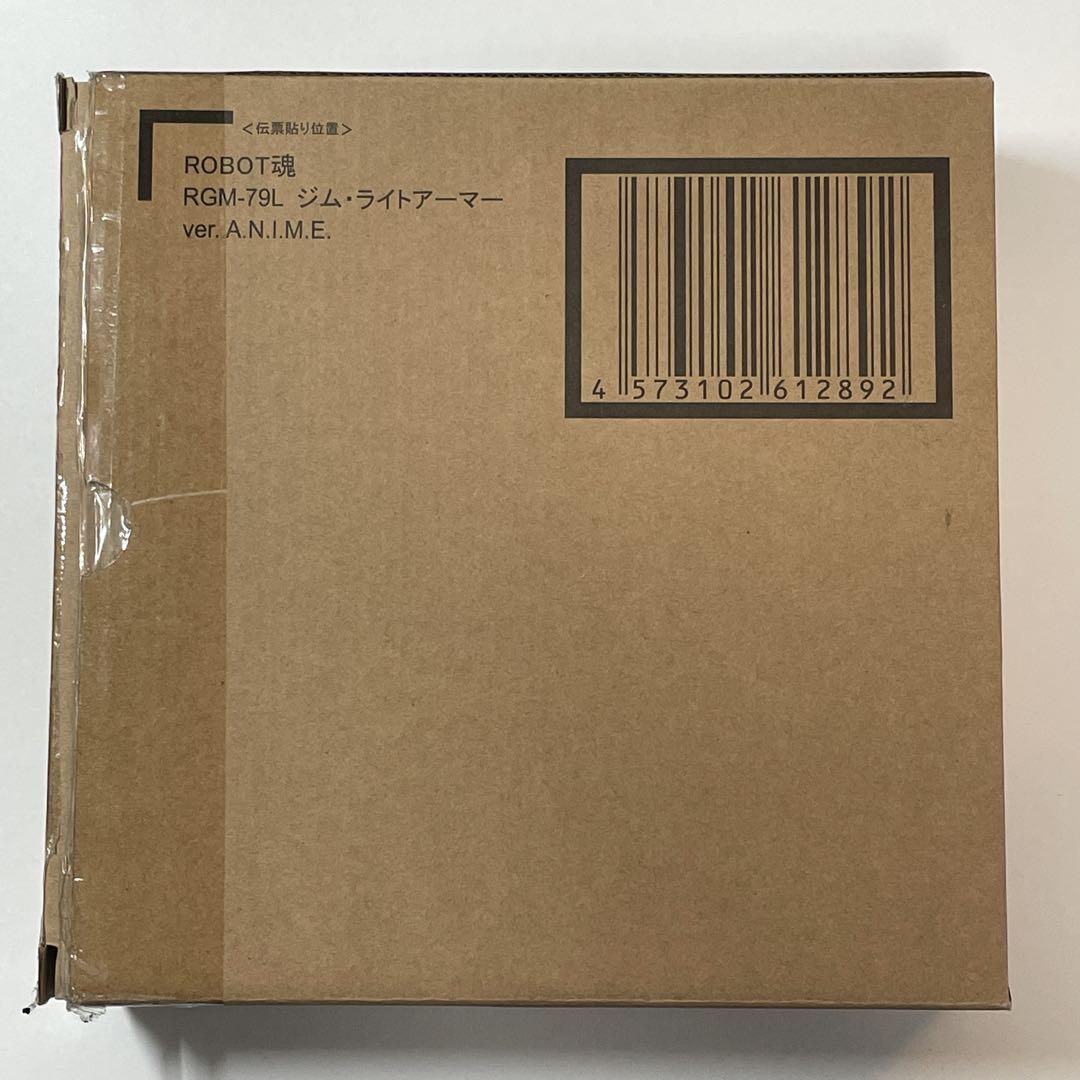 ＜伝票貼り位置＞
ROBOT魂
RGM-79L ジム・ライトアーマー
ver. A.N.I.M.E.
4 573102 612892